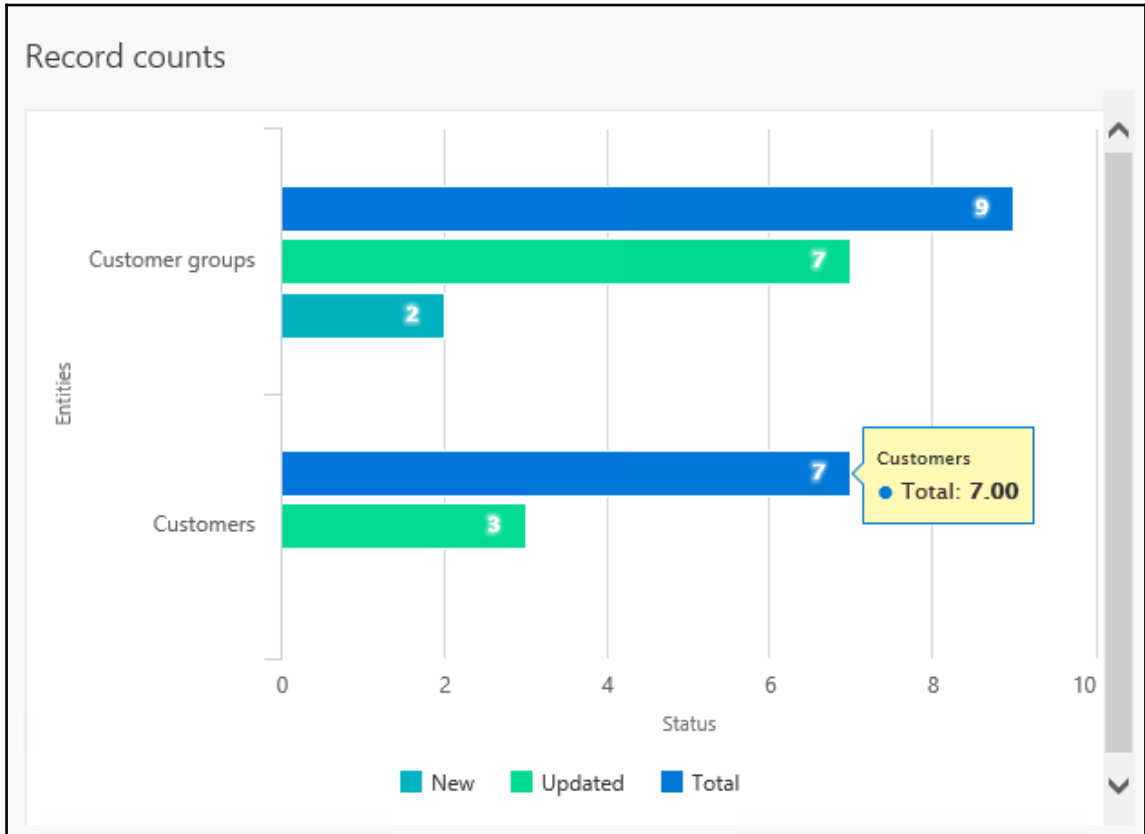 Record counts
9
Customer groups
7
2
Entities
7
Customers
Total: 7.00
Customers
3
0 2 4 6 8 10
Status
New Updated Total